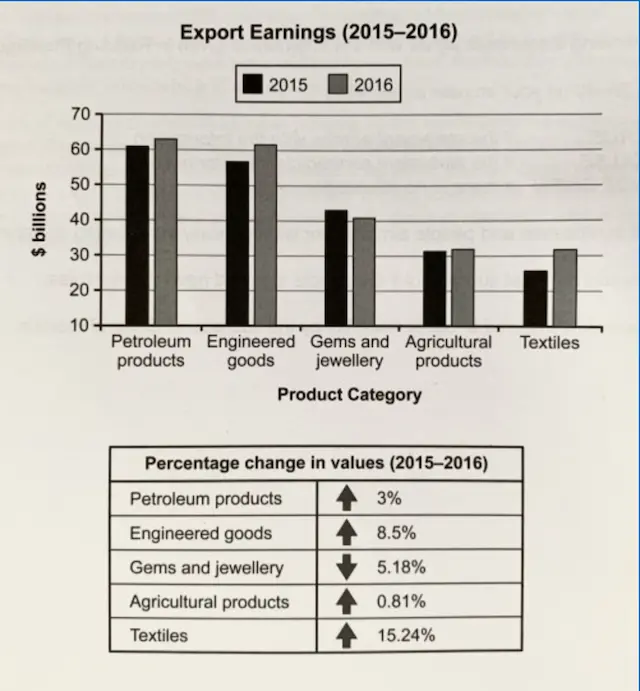 Export Earnings (2015–2016)
2015 2016
70
60
50
40
30
20
10
$ billions
Petroleum products
Engineered goods
Gems and jewellery
Agricultural products
Textiles
Product Category
Percentage change in values (2015–2016)
Petroleum products 3%
Engineered goods 8.5%
Gems and jewellery 5.18%
Agricultural products 0.81%
Textiles 15.24%